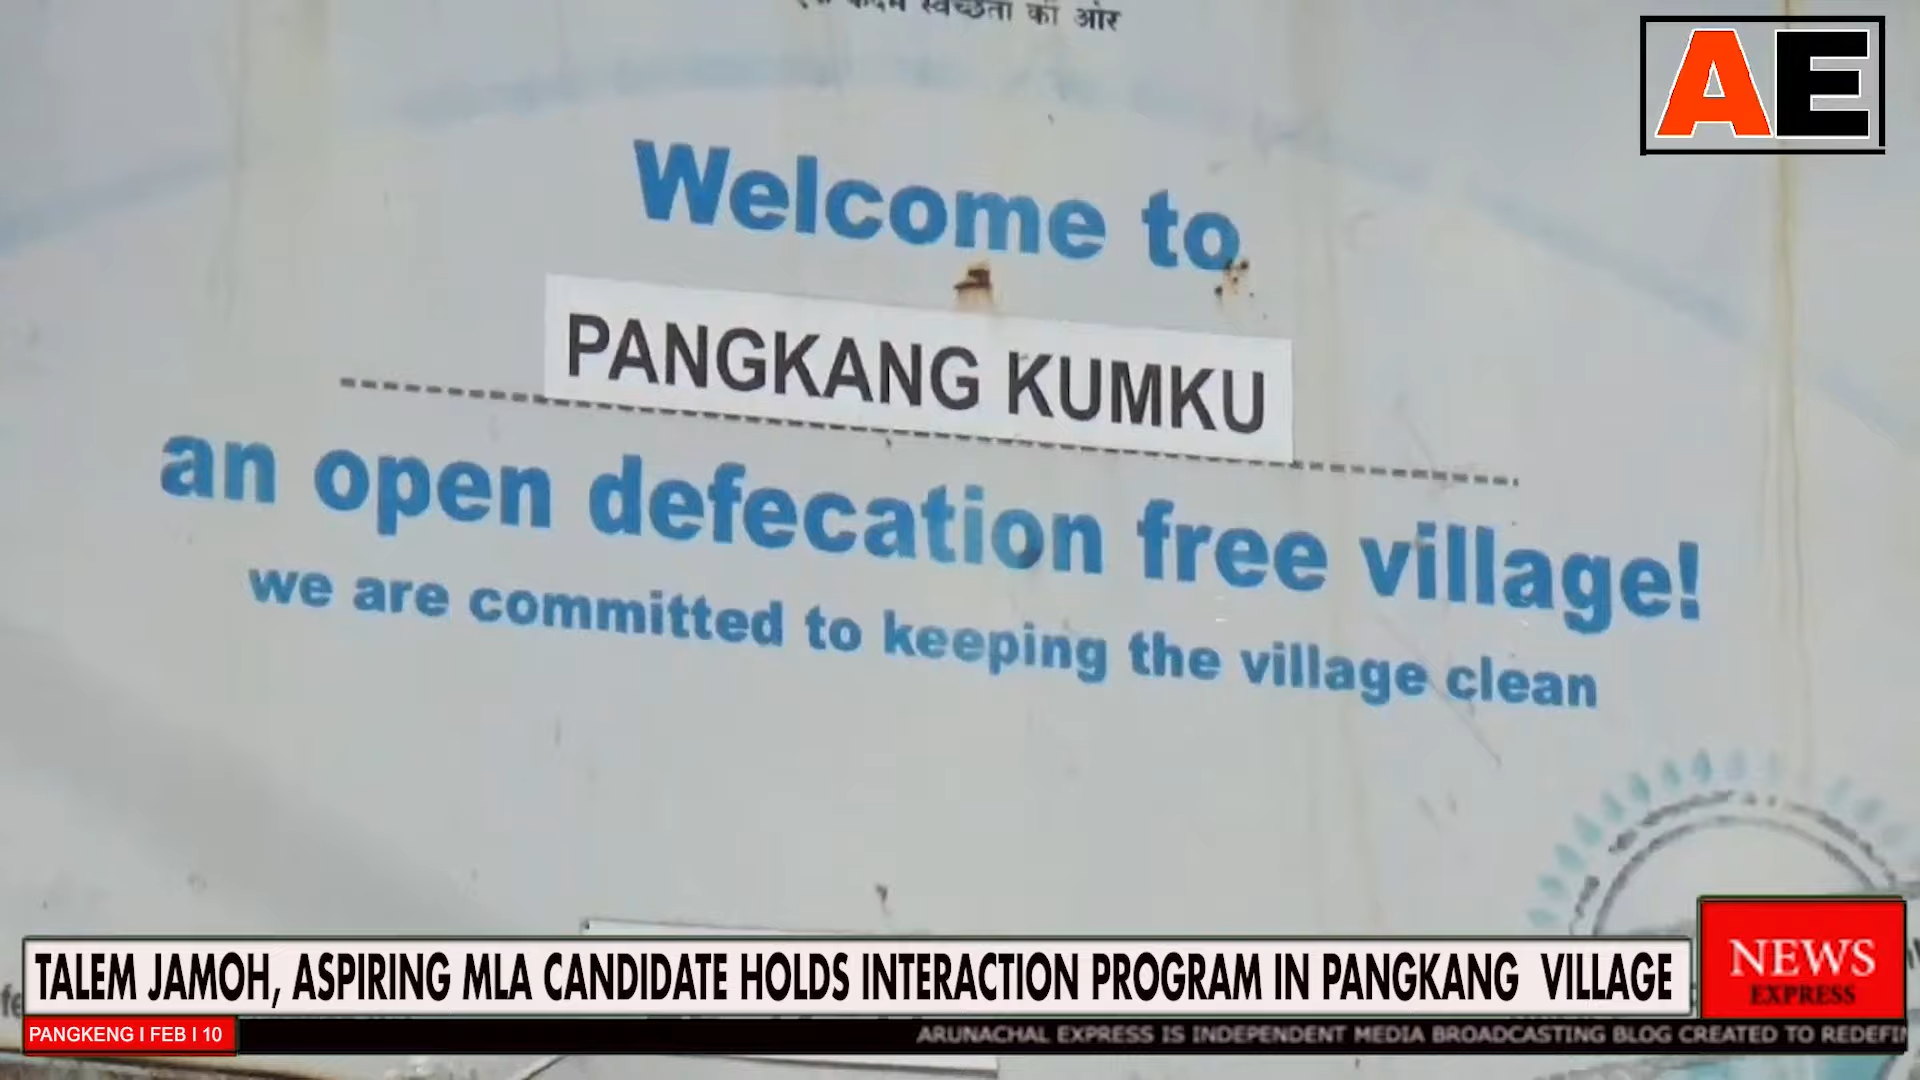 स्वच्छता की ओर
AE
Welcome to
PANGKANG KUMKU
an open defecation free village!
we are committed to keeping the village clean
TALEM JAMOH, ASPIRING MLA CANDIDATE HOLDS INTERACTION PROGRAM IN PANGKANG VILLAGE
NEWS
EXPRESS
PANGKENG I FEB I 10
ARUNACHAL EXPRESS IS INDEPENDENT MEDIA BROADCASTING BLOG CREATED TO